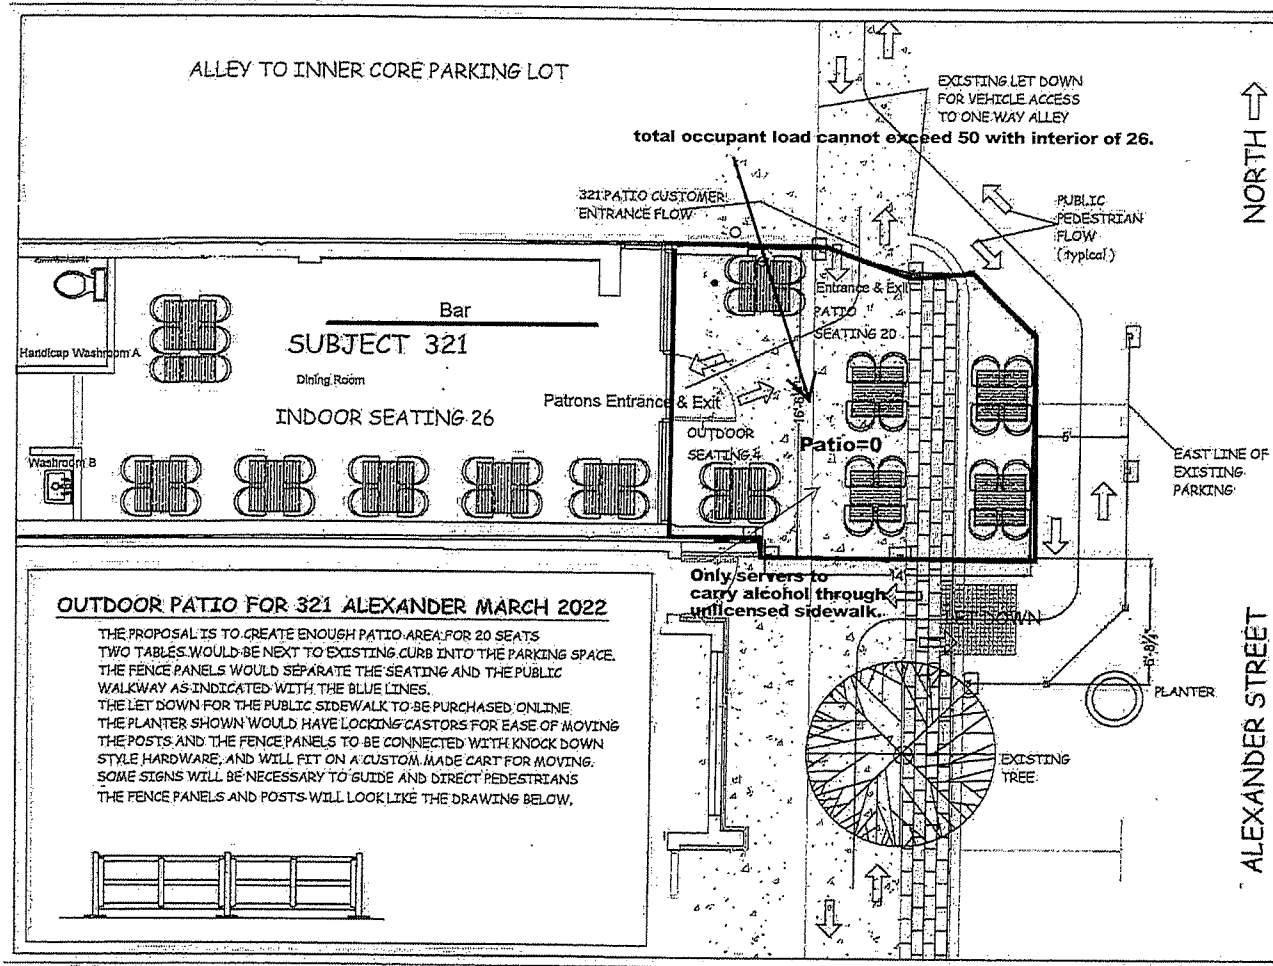 ALLEY TO INNER CORE PARKING LOT
EXISTING LET DOWN
FOR VEHICLE ACCESS
TO ONE WAY ALLEY
total occupant load cannot exceed 50 with interior of 26.
NORTH
321 PATIO CUSTOMER
ENTRANCE FLOW
PUBLIC
PEDESTRIAN
FLOW
(typical)
Entrance & Exit
PATIO
SEATING 20
Bar
SUBJECT 321
Handicap Washroom A
Dining Room
Patrons Entrance & Exit
INDOOR SEATING 26
OUTDOOR
SEATING 4
Patio=0
5'
Washroom B
EAST LINE OF
EXISTING
PARKING
Only servers to
carry alcohol through
unlicensed sidewalk.
14'
LET DOWN
PLANTER
EXISTING
TREE
ALEXANDER STREET
OUTDOOR PATIO FOR 321 ALEXANDER MARCH 2022
THE PROPOSAL IS TO CREATE ENOUGH PATIO AREA FOR 20 SEATS
TWO TABLES WOULD BE NEXT TO EXISTING CURB INTO THE PARKING SPACE.
THE FENCE PANELS WOULD SEPARATE THE SEATING AND THE PUBLIC
WALKWAY AS INDICATED WITH THE BLUE LINES.
THE LET DOWN FOR THE PUBLIC SIDEWALK TO BE PURCHASED ONLINE
THE PLANTER SHOWN WOULD HAVE LOCKING CASTORS FOR EASE OF MOVING
THE POSTS AND THE FENCE PANELS TO BE CONNECTED WITH KNOCK DOWN
STYLE HARDWARE, AND WILL FIT ON A CUSTOM MADE CART FOR MOVING.
SOME SIGNS WILL BE NECESSARY TO GUIDE AND DIRECT PEDESTRIANS
THE FENCE PANELS AND POSTS WILL LOOK LIKE THE DRAWING BELOW.